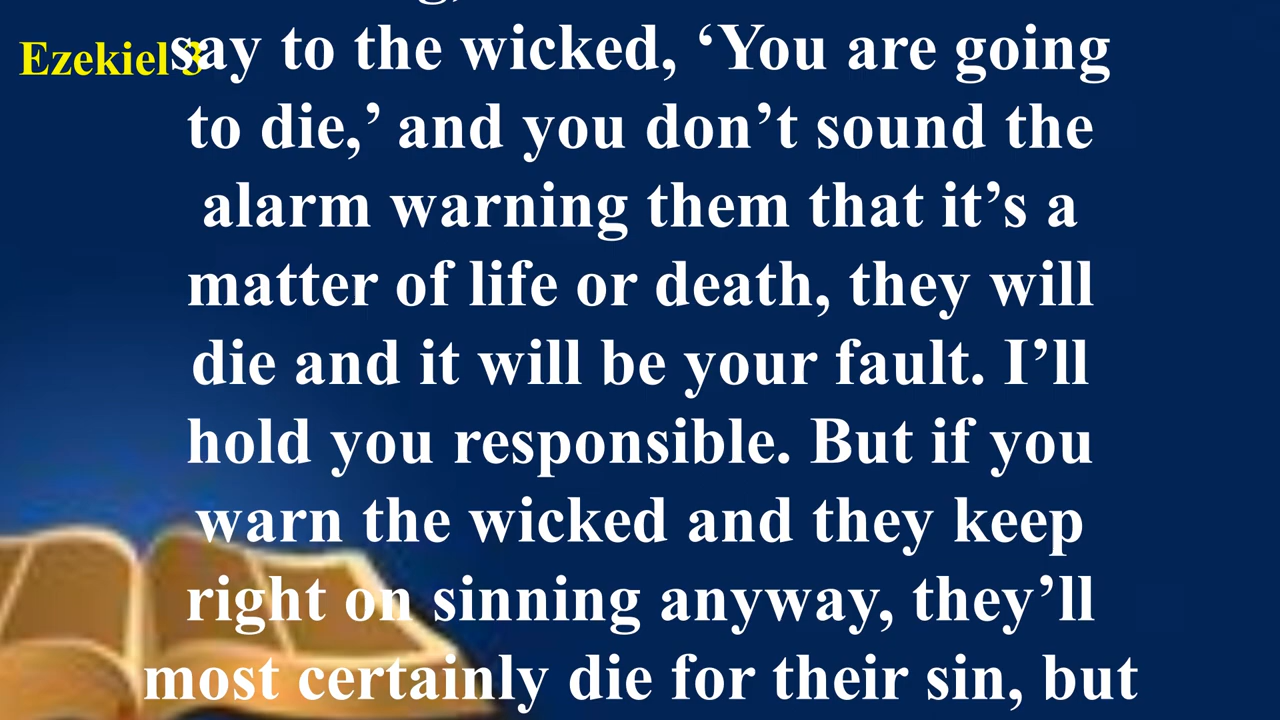 Ezekiel 3
say to the wicked, ‘You are going
to die,’ and you don’t sound the
alarm warning them that it’s a
matter of life or death, they will
die and it will be your fault. I’ll
hold you responsible. But if you
warn the wicked and they keep
right on sinning anyway, they’ll
most certainly die for their sin, but